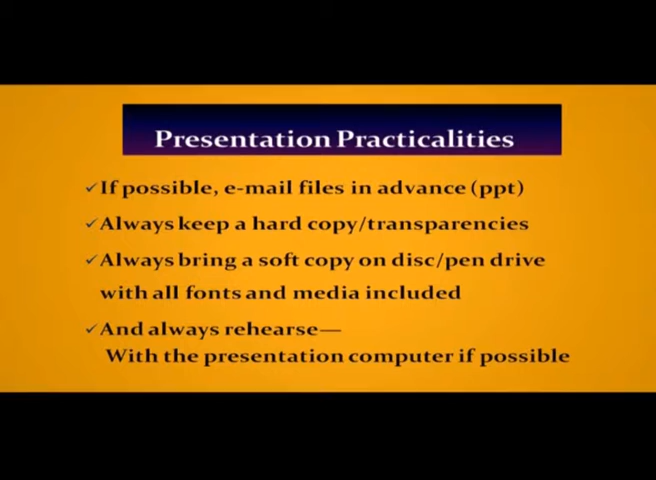 Presentation Practicalities
✓If possible, e-mail files in advance (ppt)
✓Always keep a hard copy/transparencies
✓Always bring a soft copy on disc/pen drive
with all fonts and media included
✓And always rehearse—
With the presentation computer if possible